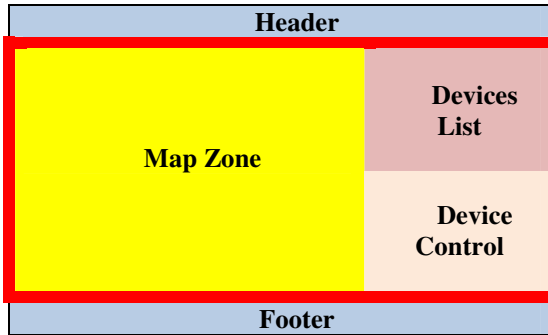 Header
Map Zone
Devices
List
Device
Control
Footer